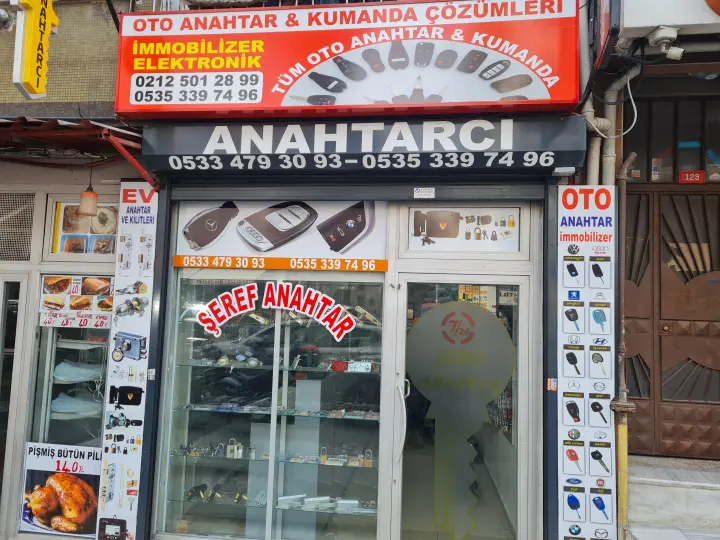 ANAHTARCI
OTO ANAHTAR & KUMANDA ÇÖZÜMLERİ
İMMOBİLİZER
ELEKTRONİK
0212 501 28 99
0535 339 74 96
TÜM OTO ANAHTAR & KUMANDA
ANAHTARCI
0533 479 30 93-0535 339 74 96
EV
ANAHTAR
VE KİLİTLERİ
OTO
ANAHTAR
immobilizer
129
0533 479 30 93 0535 339 74 96
ŞEREF ANAHTAR
7/24
PİŞMİŞ BÜTÜN PİLİ